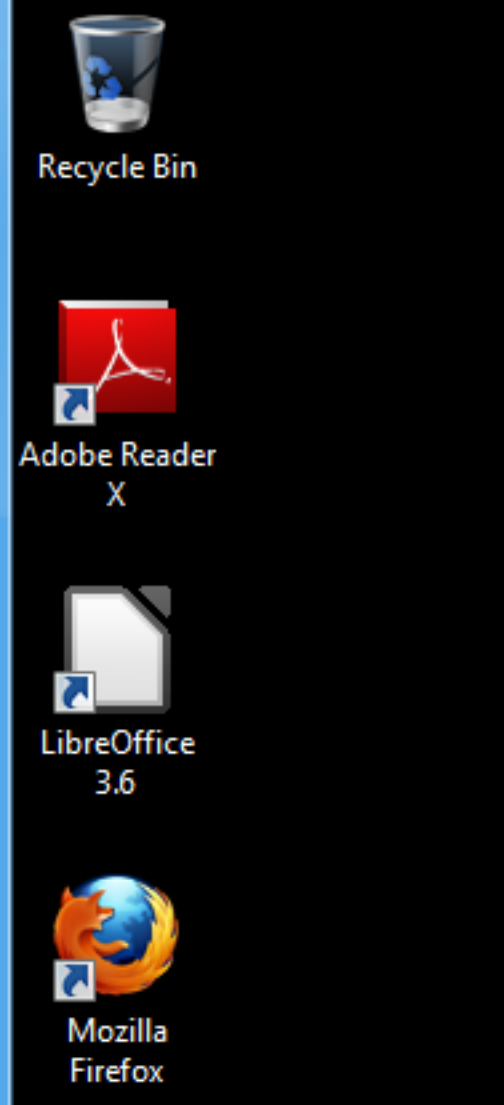 Recycle Bin
Adobe Reader
X
LibreOffice
3.6
Mozilla
Firefox